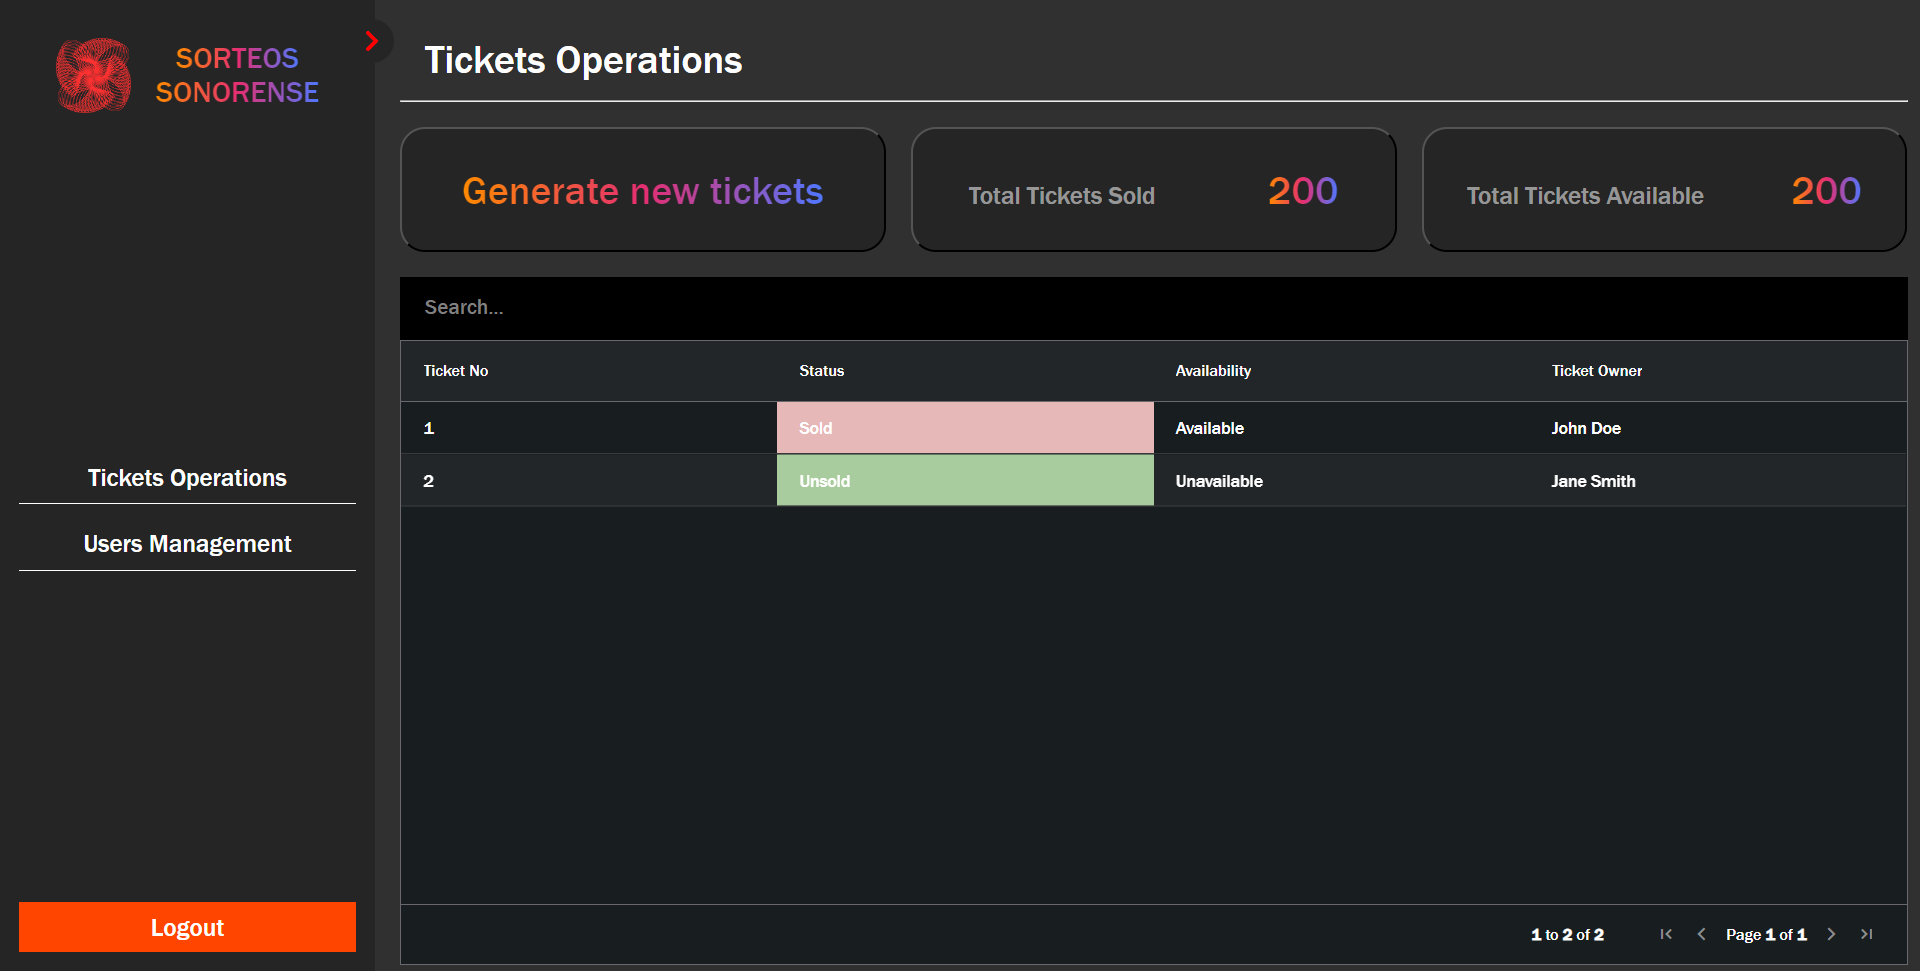 SORTEOS
SONORENSE
Tickets Operations
Users Management
Logout
Tickets Operations
Generate new tickets
Total Tickets Sold 200
Total Tickets Available 200
Search...
Ticket No Status Availability Ticket Owner
1 Sold Available John Doe
2 Unsold Unavailable Jane Smith
1 to 2 of 2 Page 1 of 1